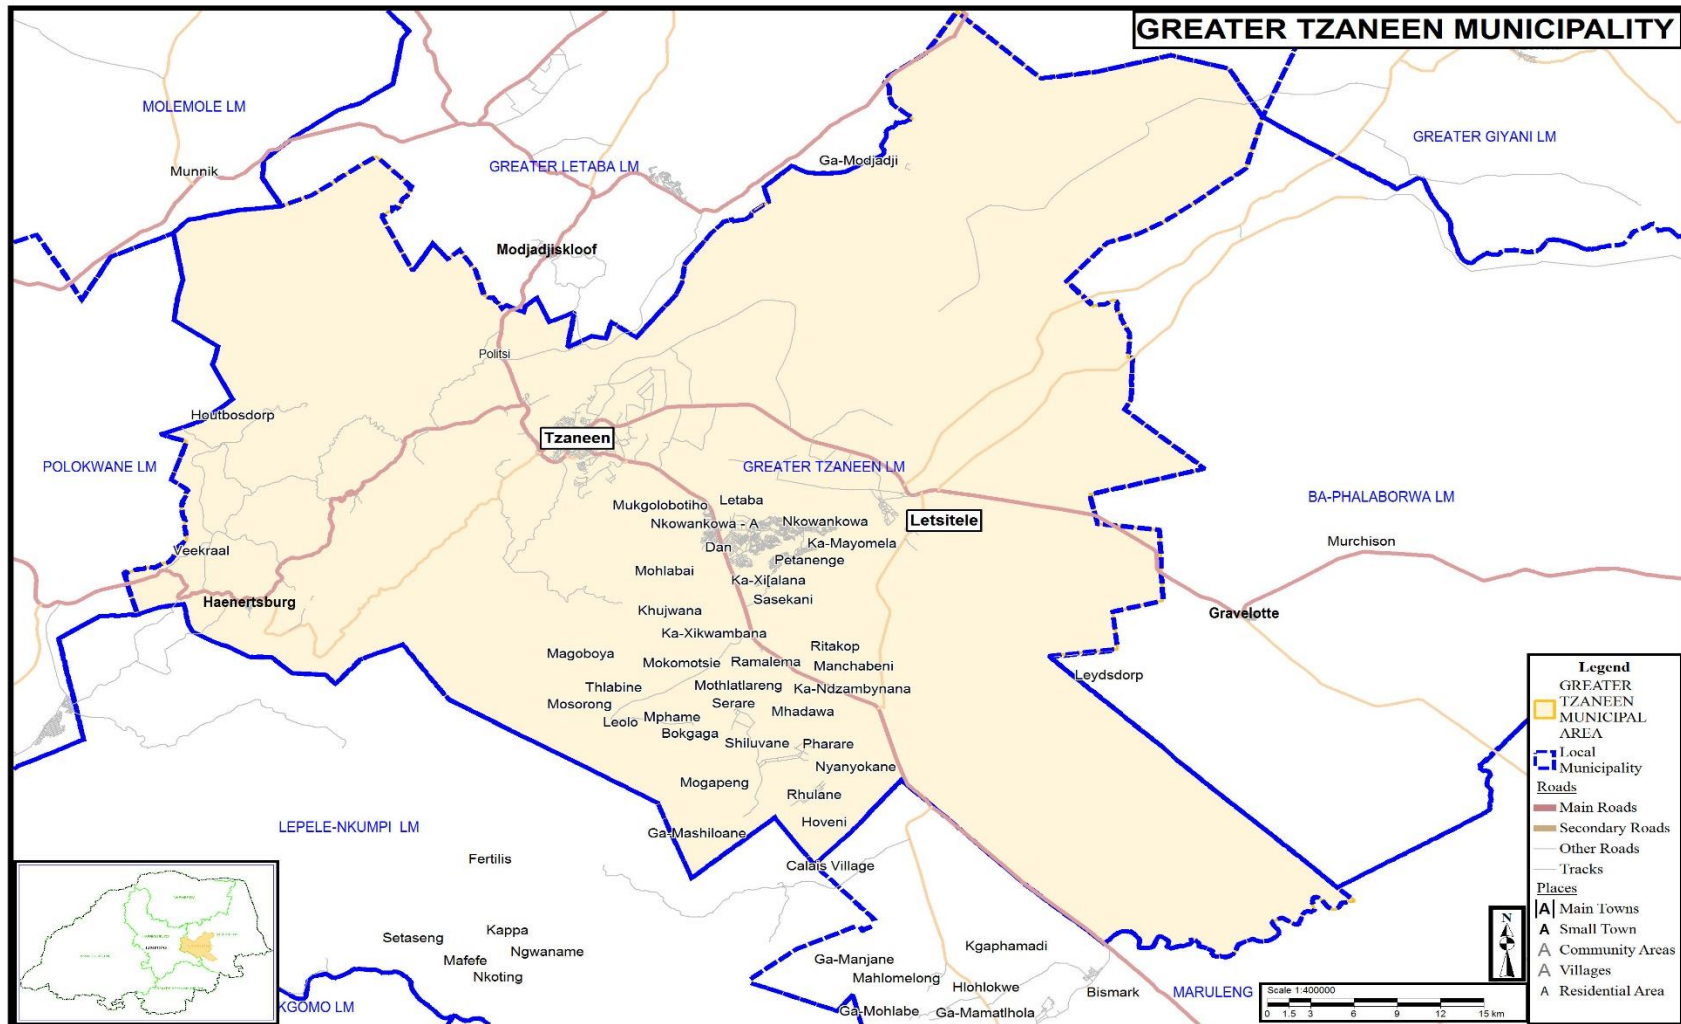 GREATER TZANEEN MUNICIPALITY
MOLEMOLE LM
GREATER GIYANI LM
Munnik
GREATER LETABA LM
Ga-Modjadji
Modjadjiskloof
Politsi
Houtbosdorp
Tzaneen
POLOKWANE LM
GREATER TZANEEN LM
BA-PHALABORWA LM
Mukgolobotiho
Letaba
Nkowankowa - A
Nkowankowa
Letsitele
Veekraal
Dan
Ka-Mayomela
Murchison
Petanenge
Mohlabai
Ka-Xi[alana
Sasekani
Haenertsburg
Khujwana
Gravelotte
Ka-Xikwambana
Ritakop
Magoboya
Mokomotsie
Ramalema
Manchabeni
Leydsdorp
Thlabine
Mothlatlareng
Ka-Ndzambynana
Mosorong
Serare
Mhadawa
Leolo
Mphame
Bokgaga
Shiluvane
Pharare
Nyanyokane
Mogapeng
Rhulane
Hoveni
LEPELE-NKUMPI LM
Ga-Mashiloane
Fertilis
Calais Village
Kappa
Setaseng
Ngwaname
Mafefe
Nkoting
Kgaphamadi
Ga-Manjane
Mahlomelong
Hlohlokwe
Bismark
MARULENG
KGOMO LM
Ga-Mohlabe
Ga-Mamatlhola
Legend
GREATER
TZANEEN
MUNICIPAL
AREA
Local
Municipality
Roads
Main Roads
Secondary Roads
Other Roads
Tracks
Places
A Main Towns
A Small Town
A Community Areas
A Villages
A Residential Area
N
Scale 1:400000
0 1.5 3 6 9 12 15 km